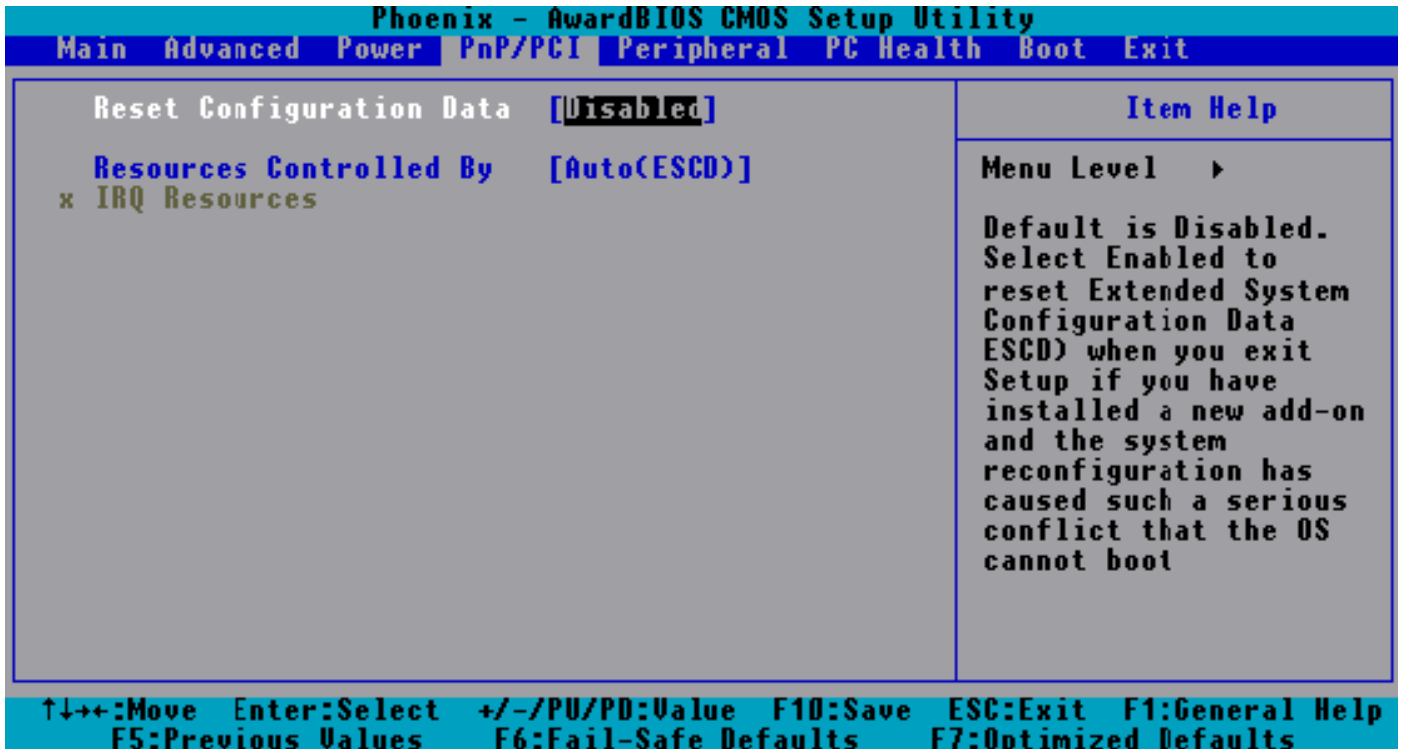 Phoenix - AwardBIOS CMOS Setup Utility
Main Advanced Power PnP/PCI Peripheral PC Health Boot Exit
Reset Configuration Data [Disabled]
Resources Controlled By [Auto(ESCD)]
x IRQ Resources
Item Help
Menu Level ▸
Default is Disabled.
Select Enabled to
reset Extended System
Configuration Data
ESCD) when you exit
Setup if you have
installed a new add-on
and the system
reconfiguration has
caused such a serious
conflict that the OS
cannot boot
↑↓→←:Move Enter:Select +/-/PU/PD:Value F10:Save ESC:Exit F1:General Help
F5:Previous Values F6:Fail-Safe Defaults F7:Optimized Defaults